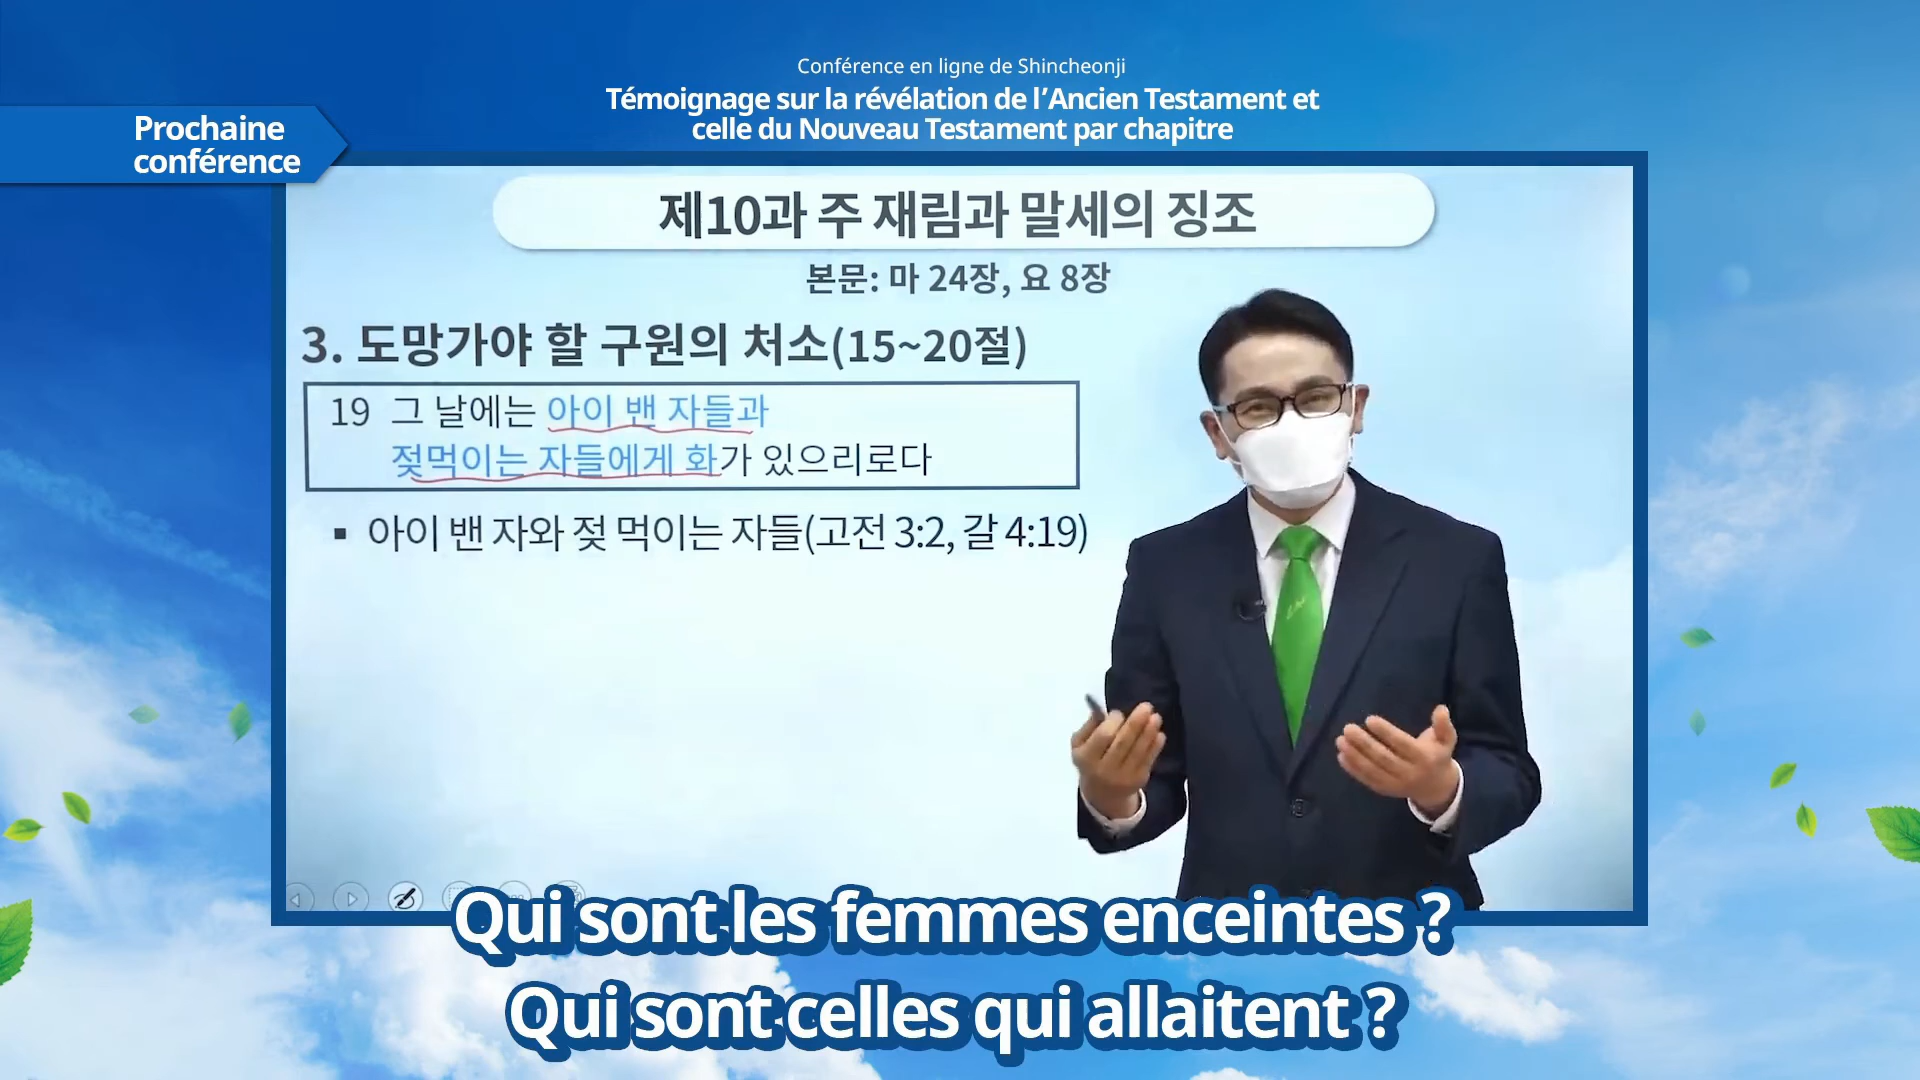 Conférence en ligne de Shincheonji
Témoignage sur la révélation de l’Ancien Testament et
celle du Nouveau Testament par chapitre
Prochaine
conférence
제10과 주 재림과 말세의 징조
본문: 마 24장, 요 8장
3. 도망가야 할 구원의 처소(15~20절)
19 그 날에는 아이 밴 자들과
젖먹이는 자들에게 화가 있으리로다
▪ 아이 밴 자와 젖 먹이는 자들(고전 3:2, 갈 4:19)
Qui sont les femmes enceintes ?
Qui sont celles qui allaitent ?